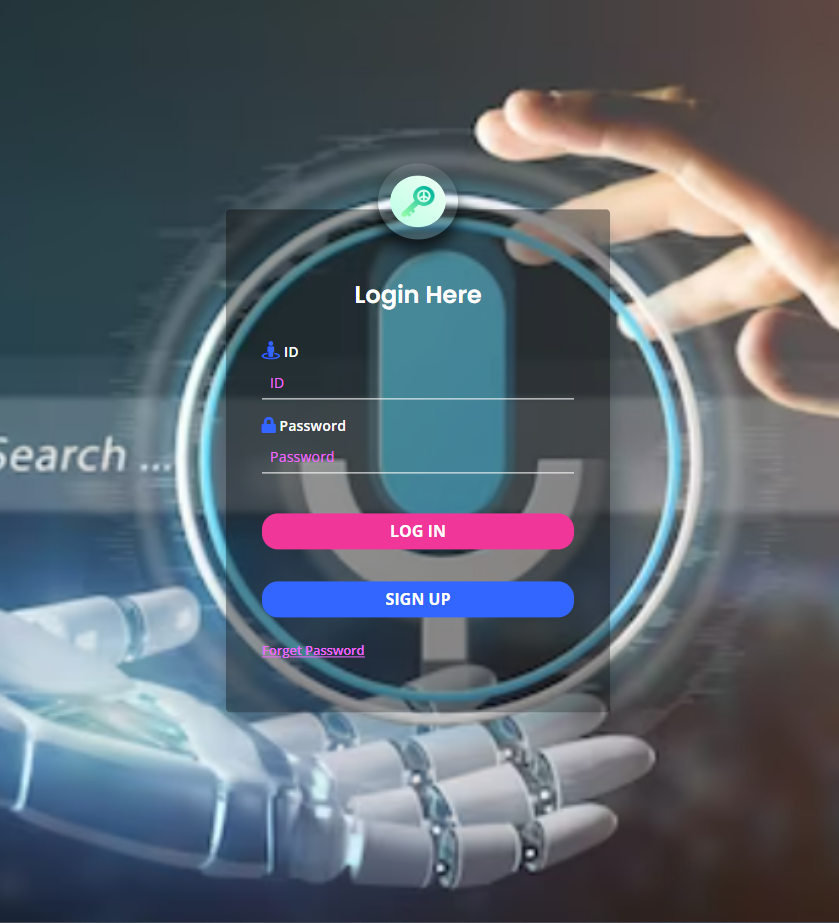 Login Here
ID
ID
Password
Password
Search ...
LOG IN
SIGN UP
Forget Password